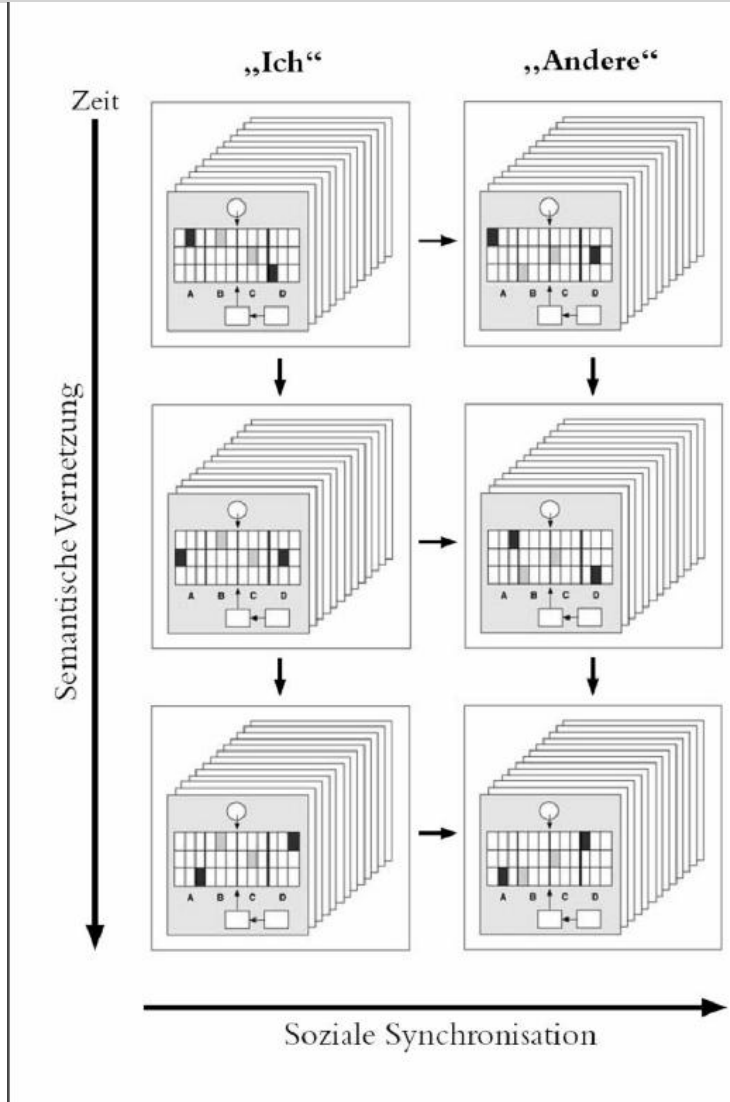 „Ich“
„Andere“
Zeit
Semantische Vernetzung
A B C D
A B C D
A B C D
A B C D
A B C D
A B C D
Soziale Synchronisation